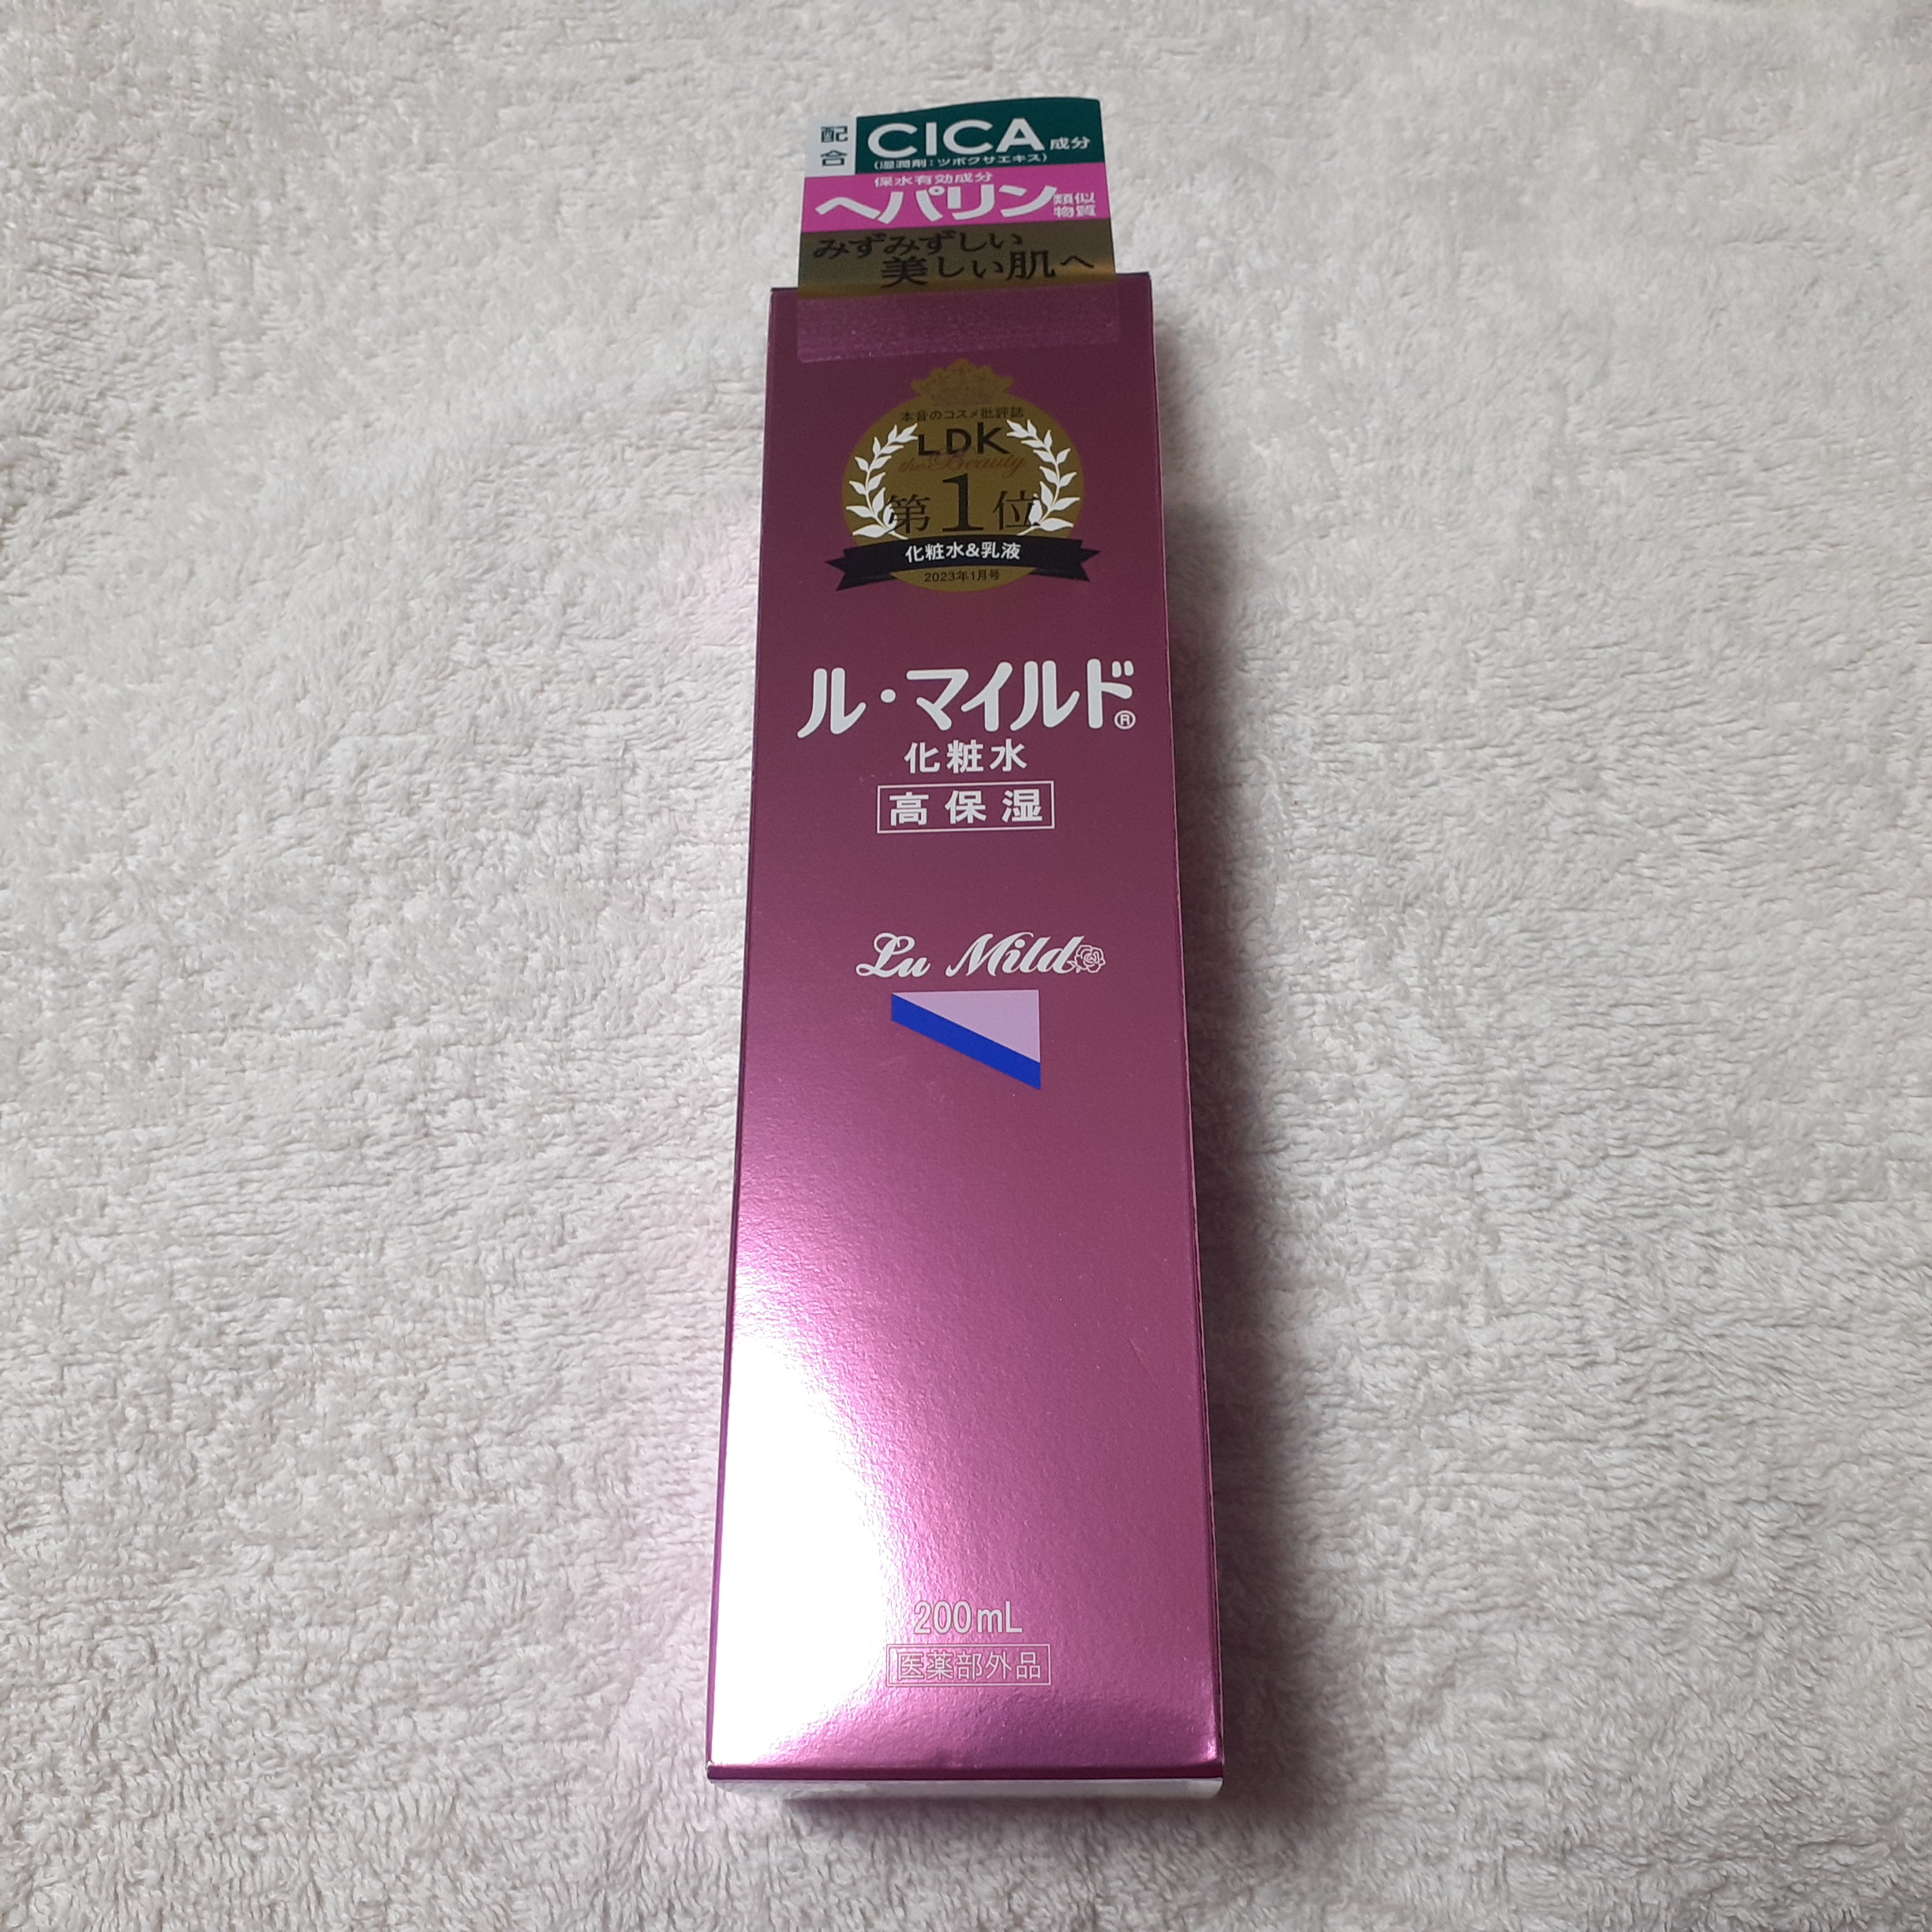 配合
CICA成分
(湿潤剤:ツボクサエキス)
保水有効成分
ヘパリン類似物質
みずみずしい
美しい肌へ
本音のコスメ批評誌
LDK
the Beauty
第1位
化粧水&乳液
2023年1月号
ル・マイルド®
化粧水
高保湿
Lu Mild
200mL
医薬部外品